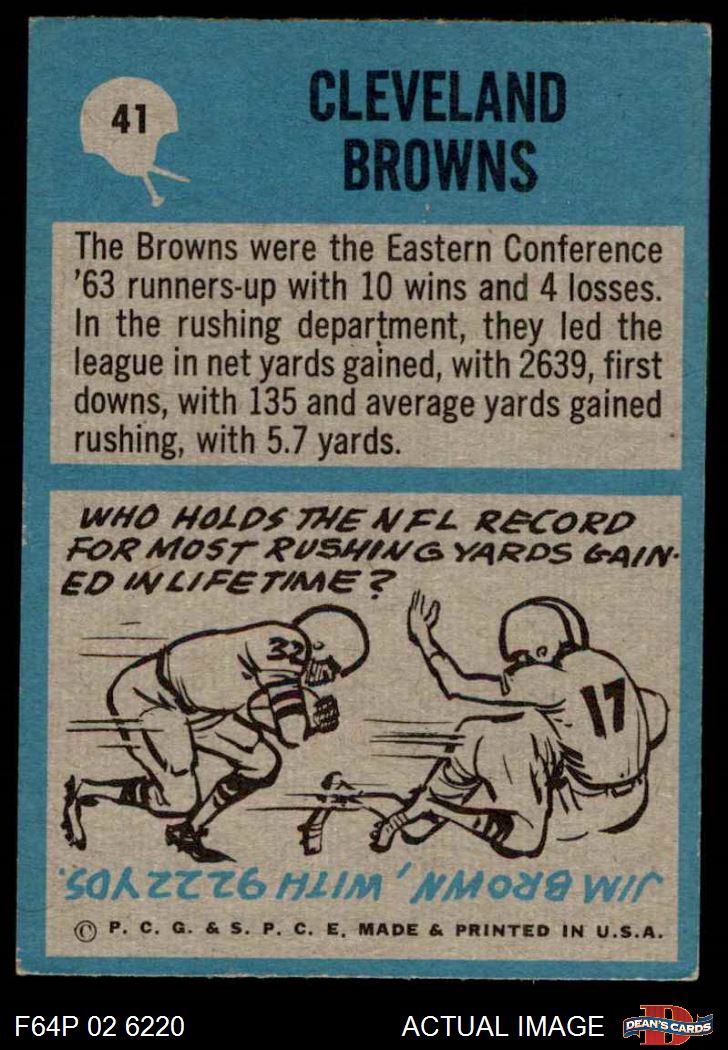 41
CLEVELAND
BROWNS
The Browns were the Eastern Conference
'63 runners-up with 10 wins and 4 losses.
In the rushing department, they led the
league in net yards gained, with 2639, first
downs, with 135 and average yards gained
rushing, with 5.7 yards.
WHO HOLDS THE NFL RECORD
FOR MOST RUSHING YARDS GAIN-
ED IN LIFETIME?
32
17
JIM BROWN, WITH 9222 YDS.
© P. C. G. & S. P. C. E. MADE & PRINTED IN U.S.A.
F64P 02 6220
ACTUAL IMAGE
D
DEAN'S CARDS